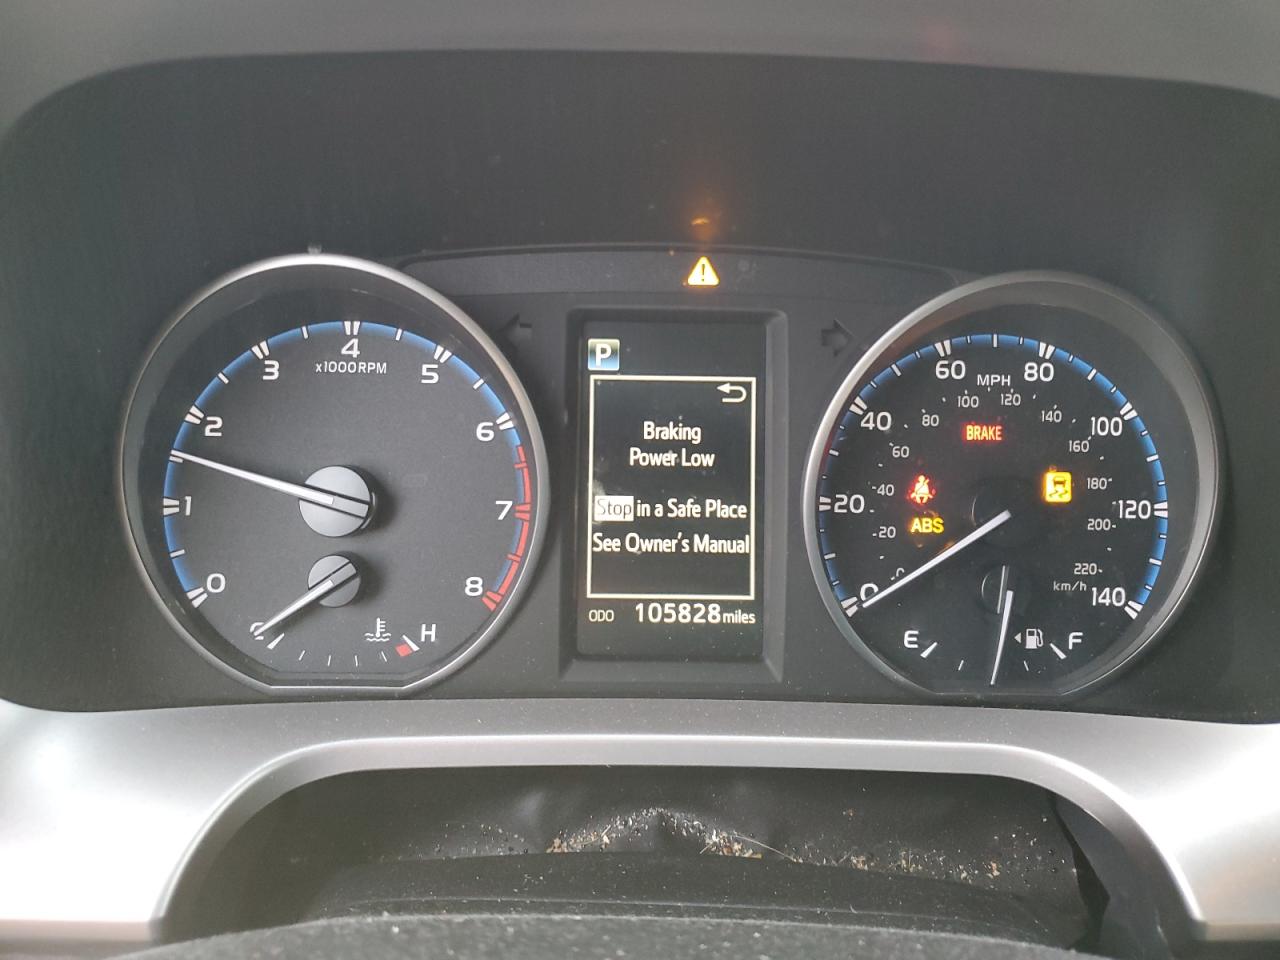 P
Braking
Power Low
Stop in a Safe Place
See Owner's Manual
ODO 105828 miles
0
1
2
3
4
5
6
7
8
x1000RPM
H
0
20
40
60
80
100
120
140
MPH
0
20
40
60
80
100
120
140
160
180
200
220
km/h
BRAKE
ABS
E
F